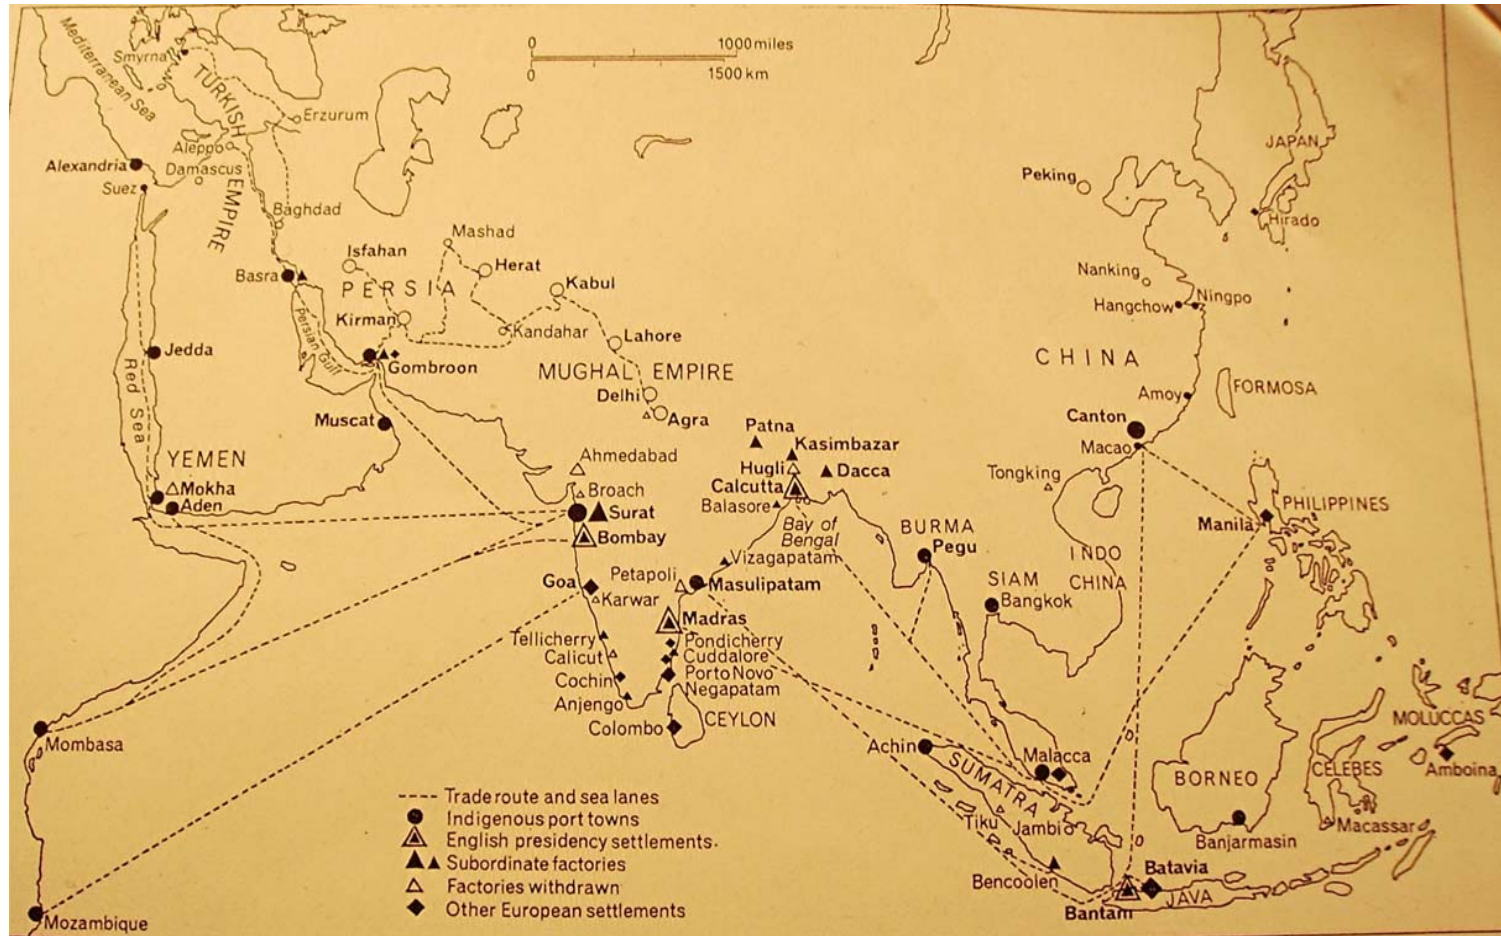 0 1000 miles
0 1500 km
Mediterranean Sea
Smyrna
TURKISH
EMPIRE
Erzurum
Aleppo
Alexandria
Damascus
Suez
Baghdad
JAPAN
Peking
Hirado
Mashad
Isfahan
Herat
Basra
PERSIA
Kabul
Nanking
Hangchow
Ningpo
Persian Gulf
Kirman
Kandahar
Lahore
Jedda
Red Sea
Gombroon
MUGHAL EMPIRE
CHINA
Delhi
Agra
Amoy
FORMOSA
Muscat
Patna
Canton
Kasimbazar
Macao
YEMEN
Ahmedabad
Hugli
Dacca
Tongking
Mokha
Broach
Calcutta
Aden
Surat
Balasore
PHILIPPINES
Bay of
Bengal
BURMA
Manila
Bombay
Pegu
Vizagapatam
INDO
CHINA
Petapoli
Goa
Masulipatam
SIAM
Karwar
Bangkok
Madras
Tellicherry
Pondicherry
Calicut
Cuddalore
Cochin
Porto Novo
Negapatam
Anjengo
Colombo
CEYLON
MOLUCCAS
Mombasa
Achin
Malacca
SUMATRA
BORNEO
CELEBES
Amboina
Trade route and sea lanes
Indigenous port towns
English presidency settlements.
Subordinate factories
Factories withdrawn
Other European settlements
Tiku
Jambi
Macassar
Banjarmasin
Bencoolen
Batavia
Bantam
JAVA
Mozambique